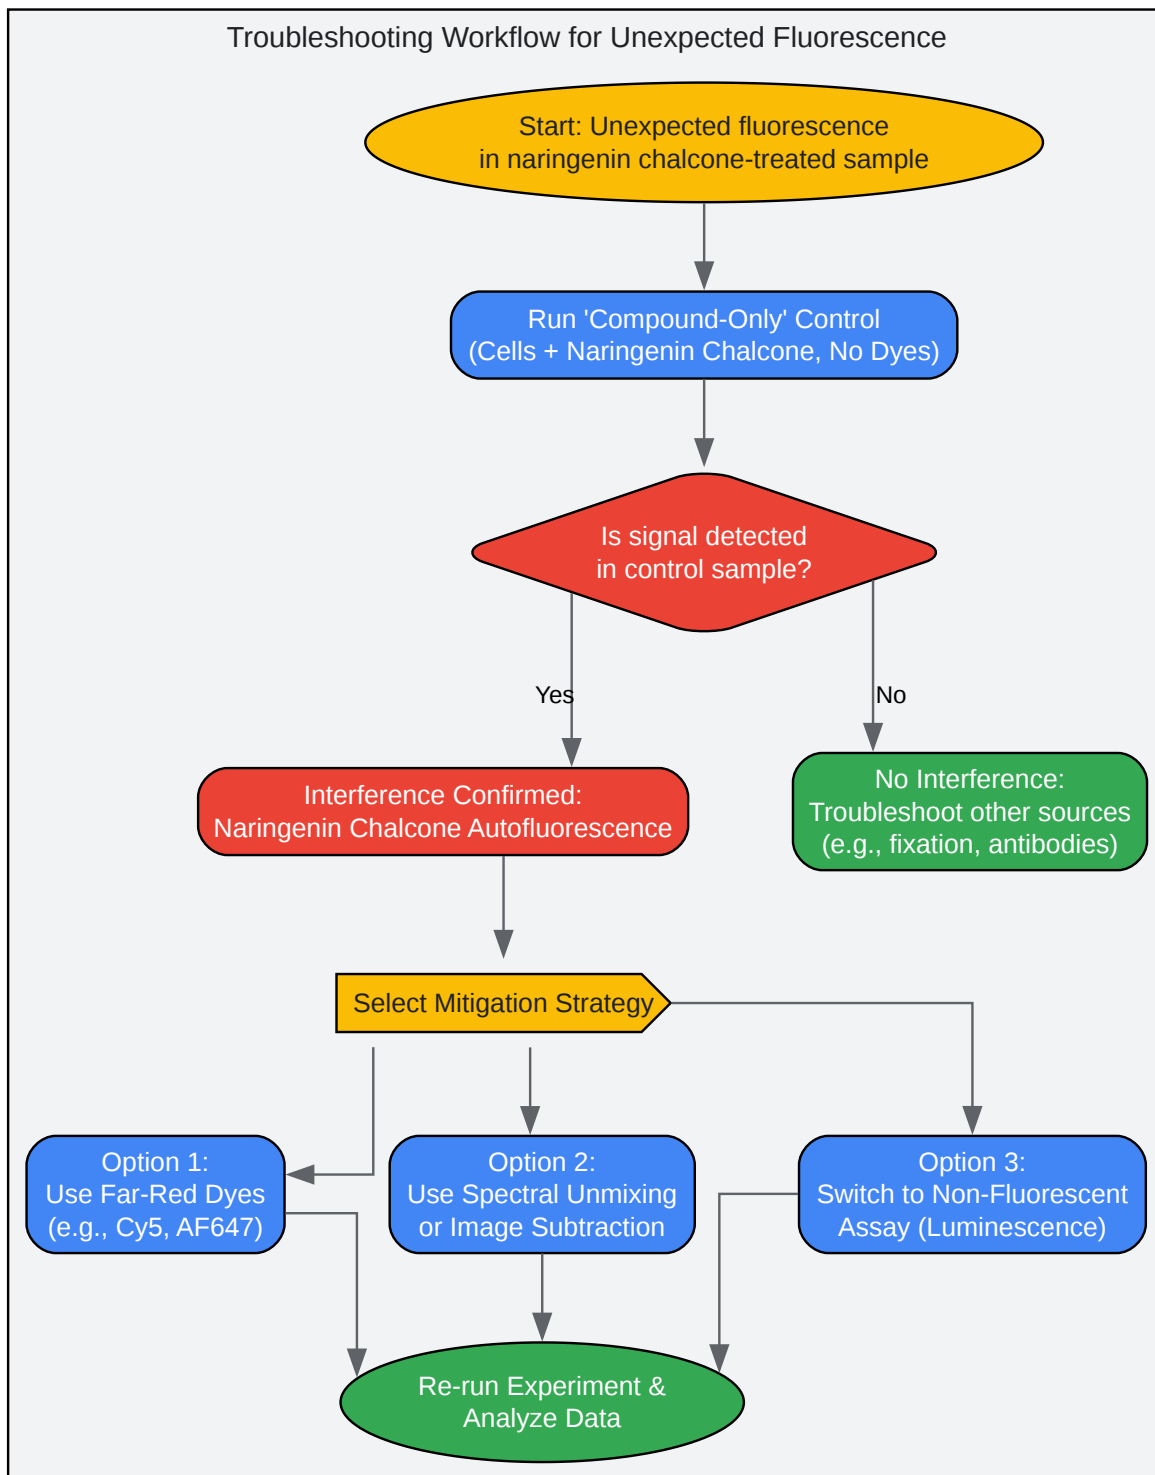 Troubleshooting Workflow for Unexpected Fluorescence
Start: Unexpected fluorescence
in naringenin chalcone-treated sample
Run 'Compound-Only' Control
(Cells + Naringenin Chalcone, No Dyes)
Is signal detected
in control sample?
Yes
No
Interference Confirmed:
Naringenin Chalcone Autofluorescence
No Interference:
Troubleshoot other sources
(e.g., fixation, antibodies)
Select Mitigation Strategy
Option 1:
Use Far-Red Dyes
(e.g., Cy5, AF647)
Option 2:
Use Spectral Unmixing
or Image Subtraction
Option 3:
Switch to Non-Fluorescent
Assay (Luminescence)
Re-run Experiment &
Analyze Data